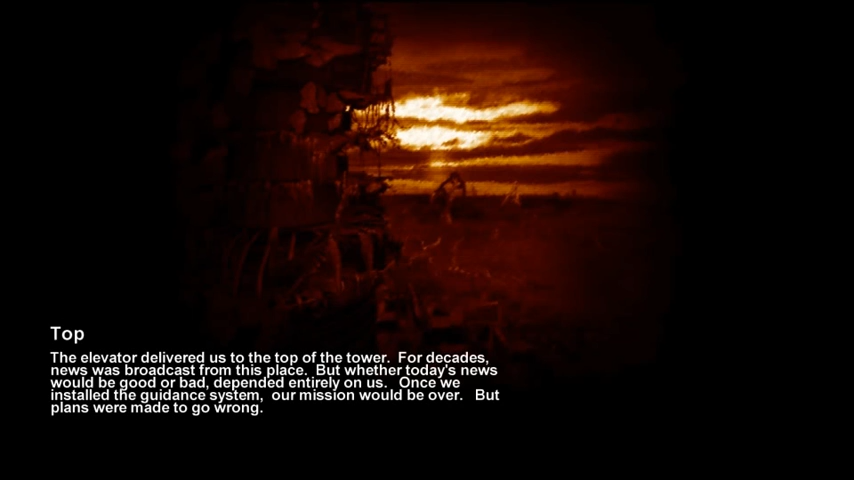 Top
The elevator delivered us to the top of the tower.  For decades,
news was broadcast from this place.  But whether today's news
would be good or bad, depended entirely on us.   Once we
installed the guidance system,  our mission would be over.   But
plans were made to go wrong.